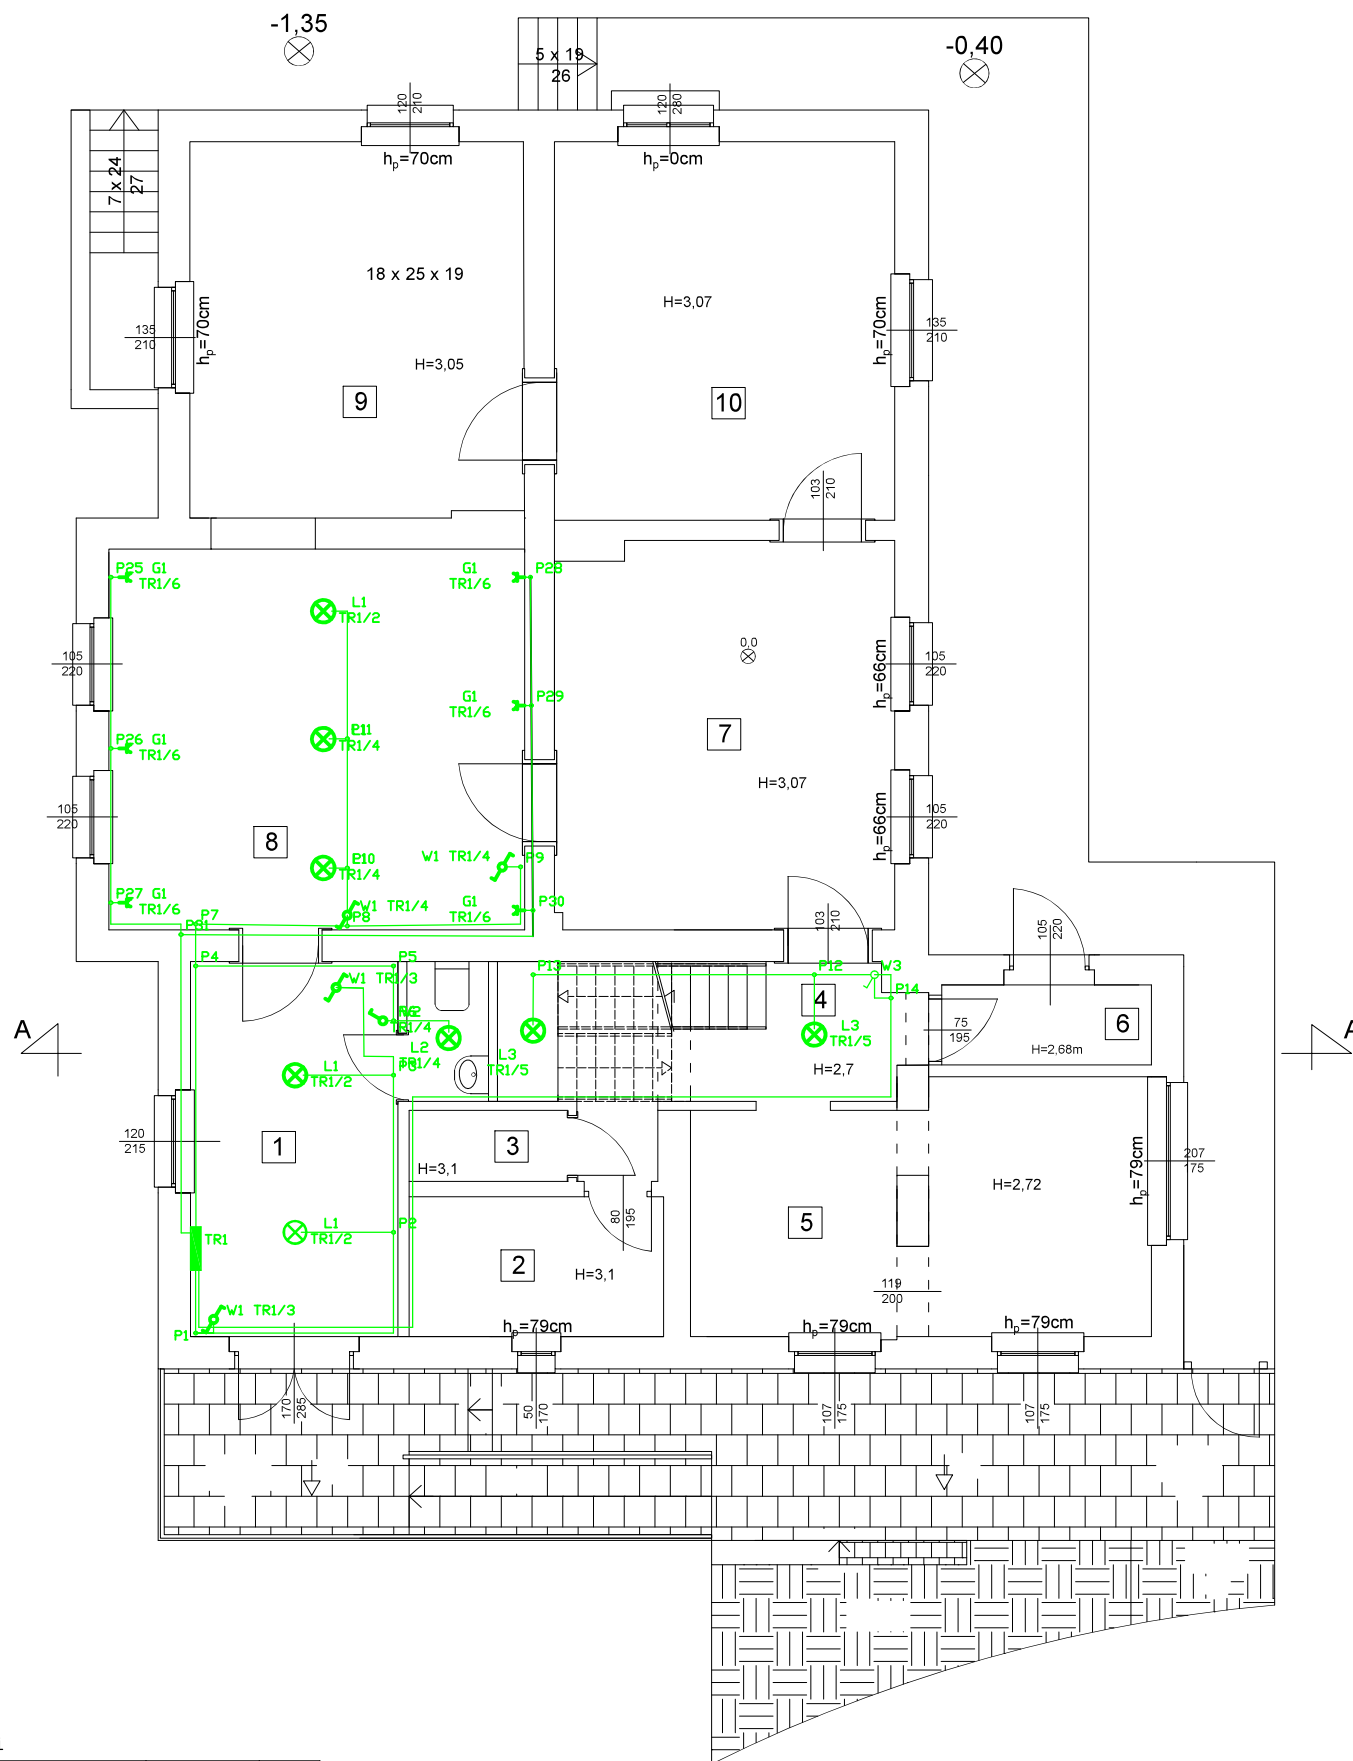 -1,35
-0,40
5 x 19
26
120
210
120
280
hp=70cm
hp=0cm
7 x 24
27
18 x 25 x 19
H=3,07
135
210
hp=70cm
hp=70cm
135
210
H=3,05
9
10
103
210
P25 G1
TR1/6
G1
TR1/6
P28
L1
TR1/2
0,0
105
220
105
220
hp=66cm
G1
TR1/6
P29
P26 G1
TR1/6
TR1/4
7
H=3,07
105
220
105
220
hp=66cm
8
P10
TR1/4
W1 TR1/4
P9
P27 G1
TR1/6
W1 TR1/4
P8
G1
TR1/6
P30
P7
P31
103
210
105
220
P4
P5
W1 TR1/3
P13
P12
W3
P14
4
A
A
TR1/4
L2
TR1/4
L3
TR1/5
L3
TR1/5
75
195
6
H=2,68m
H=2,7
L1
TR1/2
120
215
1
3
H=3,1
207
175
hp=79cm
H=2,72
80
195
5
L1
TR1/2
P2
TR1
2
H=3,1
119
200
W1 TR1/3
P1
hp=79cm
hp=79cm
hp=79cm
170
285
50
170
107
175
107
175